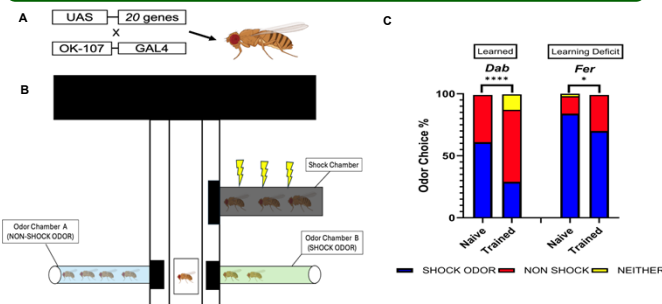 A
UAS
20 genes
X
OK-107
GAL4
B
Shock Chamber
Odor Chamber A
(NON-SHOCK ODOR)
Odor Chamber B
(SHOCK ODOR)
C
Learned
Learning Deficit
Dab
Fer
****
*
Odor Choice %
100
50
0
Naive
Trained
Naive
Trained
SHOCK ODOR
NON SHOCK
NEITHER